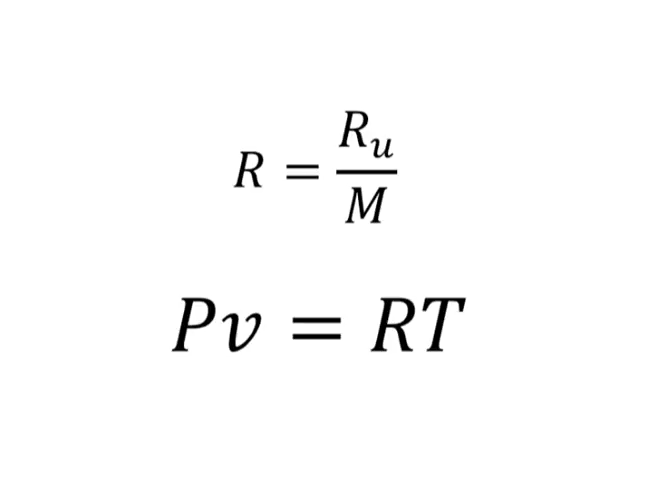 R = R_u / M
Pv = RT